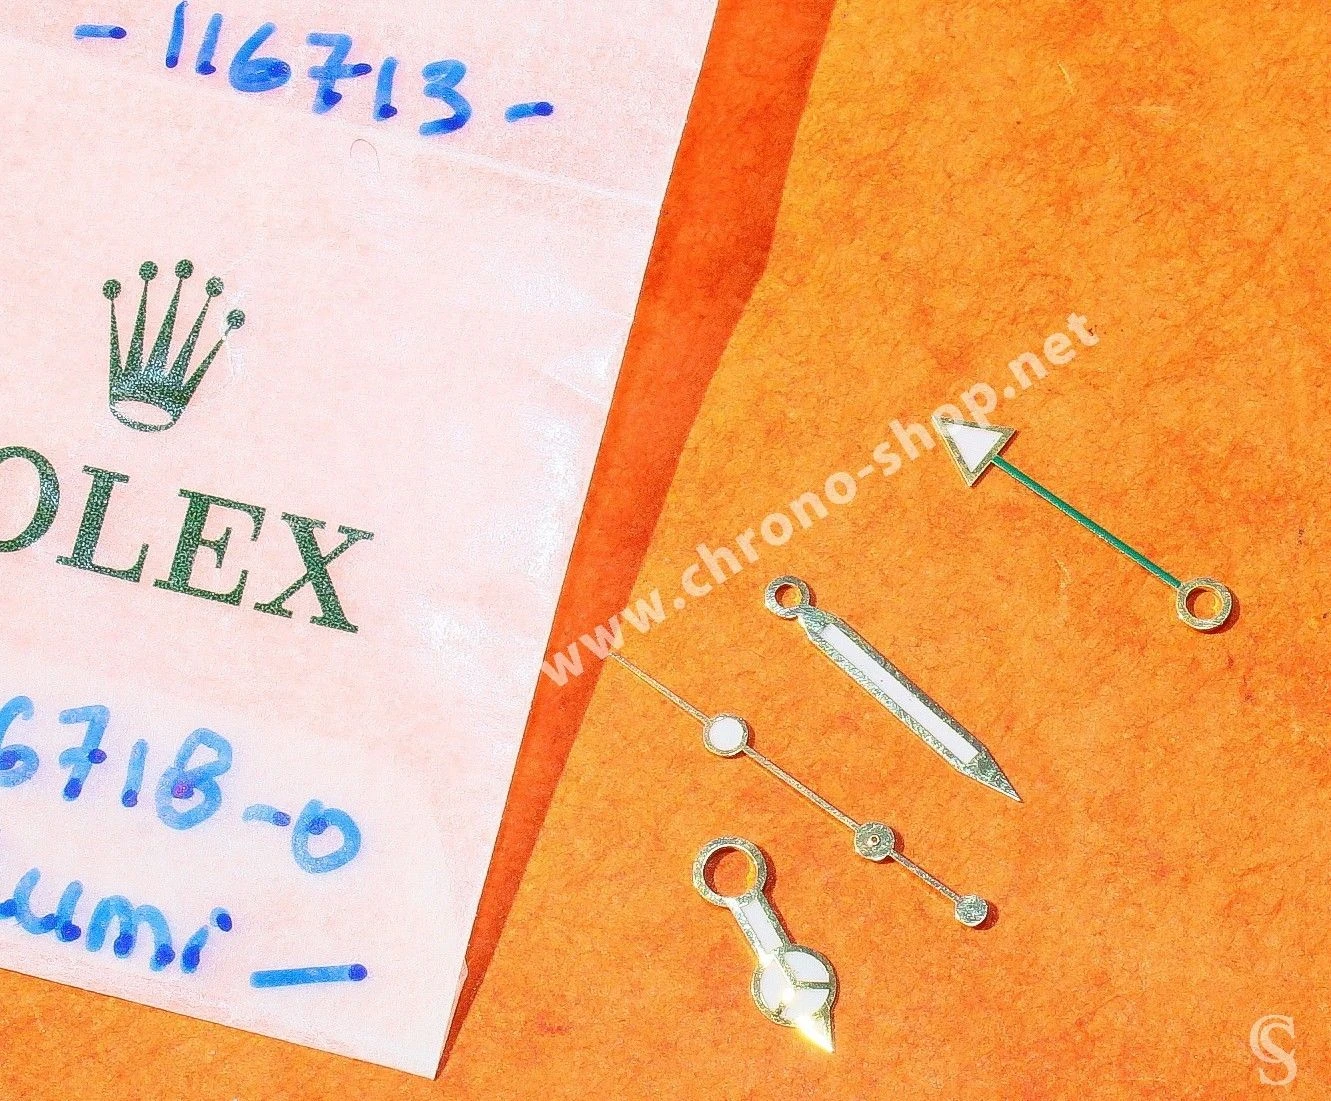 - 116713 -
OLEX
6718-0
umi —
www.chrono-shop.net